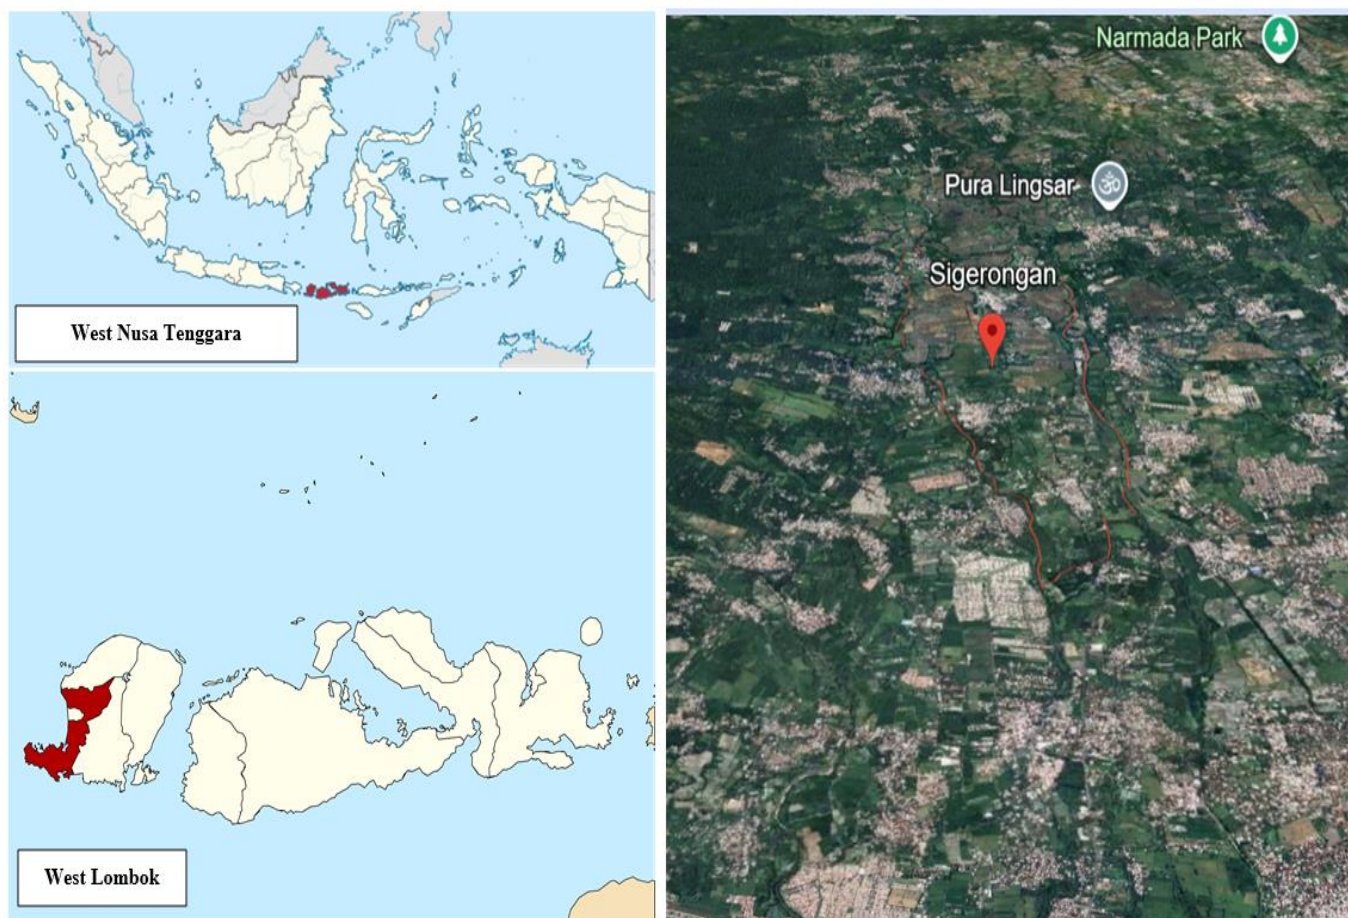 West Nusa Tenggara
West Lombok
Narmada Park
Pura Lingsar
ॐ
Sigerongan